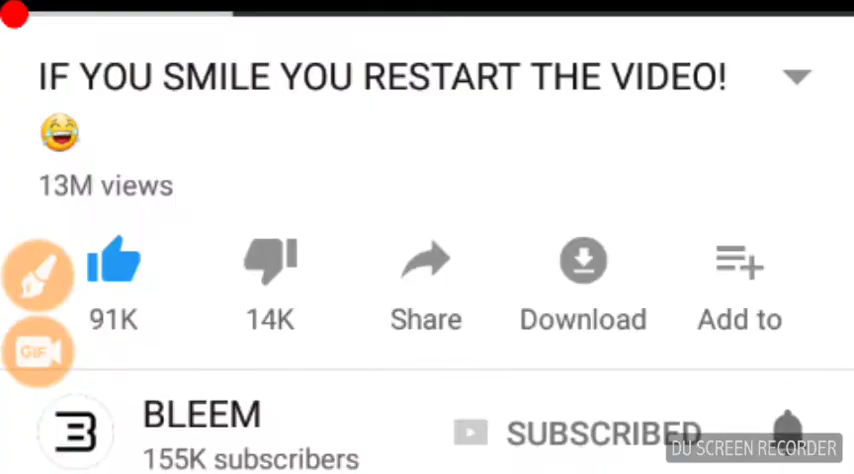 IF YOU SMILE YOU RESTART THE VIDEO!
😂
13M views
91K 14K Share Download Add to
GIF
BLEEM
155K subscribers
SUBSCRIBED
DU SCREEN RECORDER